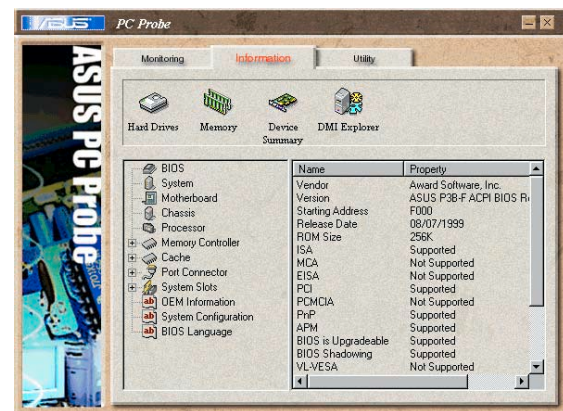 ASUS PC Probe
ASUS PC Probe
Monitoring Information Utility
Hard Drives Memory Device Summary DMI Explorer
BIOS
System
Motherboard
Chassis
Processor
Memory Controller
Cache
Port Connector
System Slots
OEM Information
System Configuration
BIOS Language
Name Property
Vendor Award Software, Inc.
Version ASUS P3B-F ACPI BIOS R
Starting Address F000
Release Date 08/07/1999
ROM Size 256K
ISA Supported
MCA Not Supported
EISA Not Supported
PCI Supported
PCMCIA Not Supported
PnP Supported
APM Supported
BIOS is Upgradeable Supported
BIOS Shadowing Supported
VL-VESA Not Supported